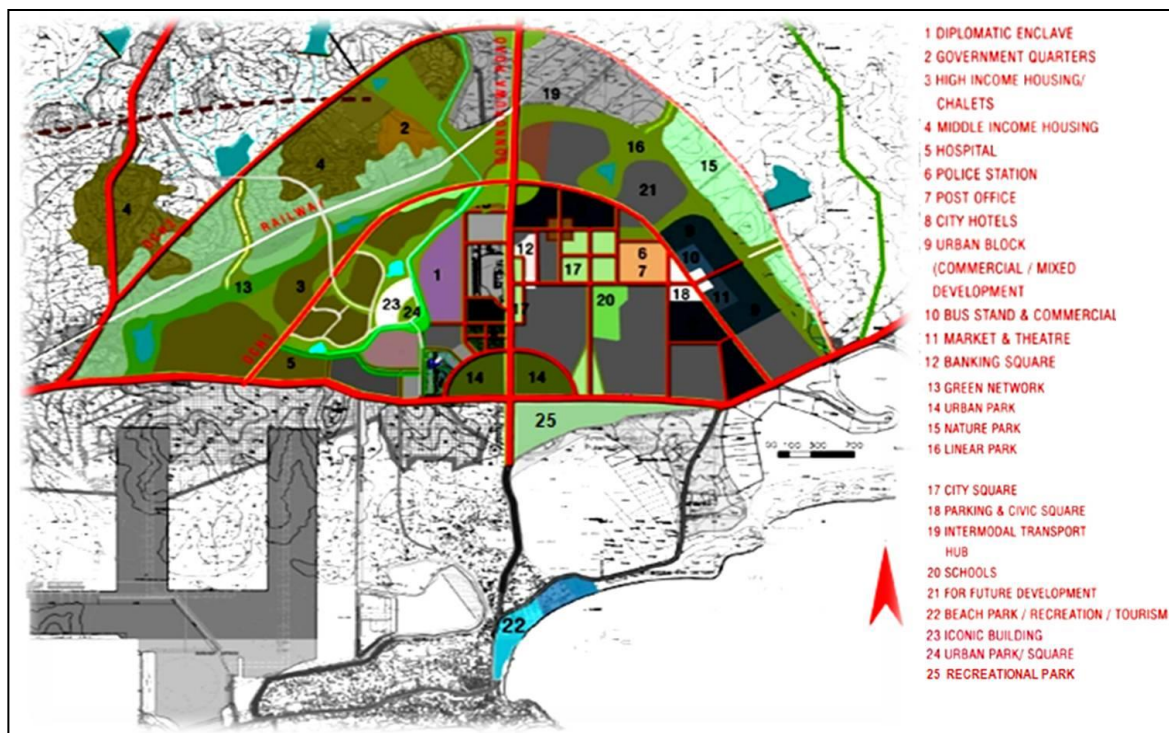 1 DIPLOMATIC ENCLAVE
2 GOVERNMENT QUARTERS
3 HIGH INCOME HOUSING/
CHALETS
4 MIDDLE INCOME HOUSING
5 HOSPITAL
6 POLICE STATION
7 POST OFFICE
8 CITY HOTELS
9 URBAN BLOCK
(COMMERCIAL / MIXED
DEVELOPMENT
10 BUS STAND & COMMERCIAL
11 MARKET & THEATRE
12 BANKING SQUARE
13 GREEN NETWORK
14 URBAN PARK
15 NATURE PARK
16 LINEAR PARK
17 CITY SQUARE
18 PARKING & CIVIC SQUARE
19 INTERMODAL TRANSPORT
HUB
20 SCHOOLS
21 FOR FUTURE DEVELOPMENT
22 BEACH PARK / RECREATION / TOURISM
23 ICONIC BUILDING
24 URBAN PARK/ SQUARE
25 RECREATIONAL PARK
19
2
16
4
15
21
4
RAILWAY
12
6
7
10
17
13
3
1
23
24
20
18
11
17
5
14
14
25
22